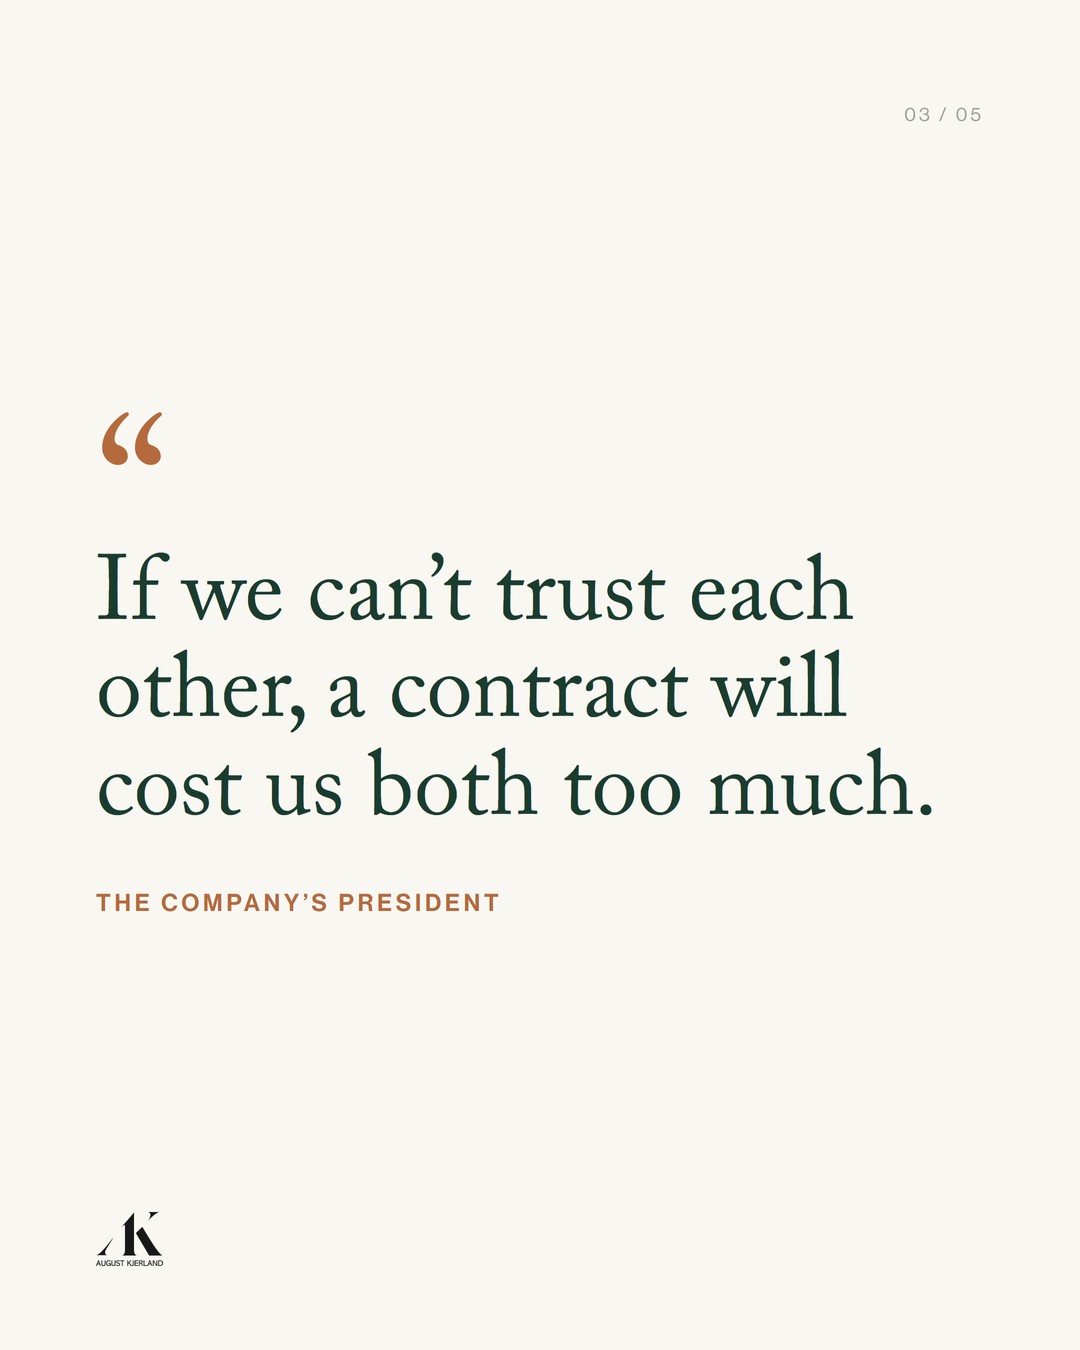 03 / 05
“
If we can’t trust each
other, a contract will
cost us both too much.
THE COMPANY’S PRESIDENT
AK
AUGUST KJERLAND